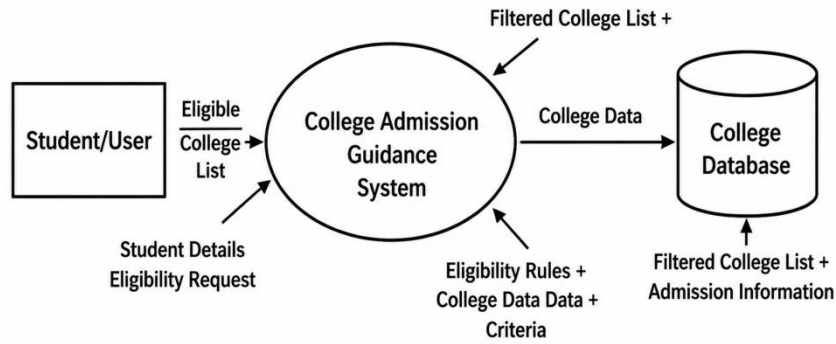 Filtered College List +
Student/User
Eligible
College
List
College Admission
Guidance
System
College Data
College
Database
Student Details
Eligibility Request
Eligibility Rules +
College Data Data +
Criteria
Filtered College List +
Admission Information